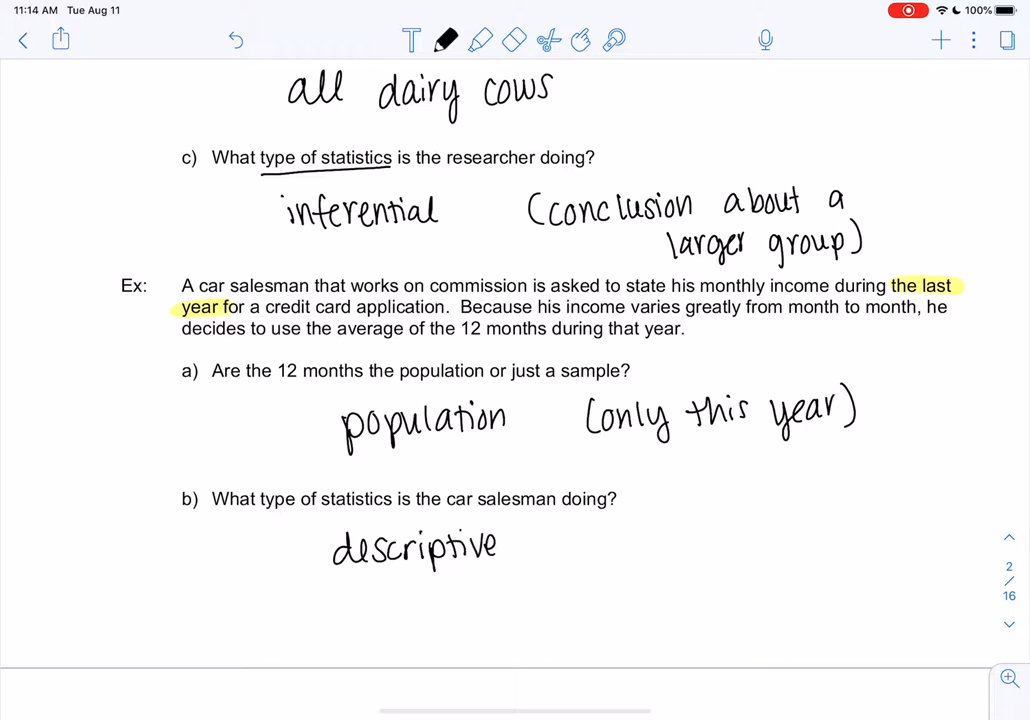 11:14 AM Tue Aug 11
100%
T
all dairy cows
c) What type of statistics is the researcher doing?
inferential (conclusion about a
larger group)
Ex: A car salesman that works on commission is asked to state his monthly income during the last
year for a credit card application. Because his income varies greatly from month to month, he
decides to use the average of the 12 months during that year.
a) Are the 12 months the population or just a sample?
population (only this year)
b) What type of statistics is the car salesman doing?
descriptive
2
/
16